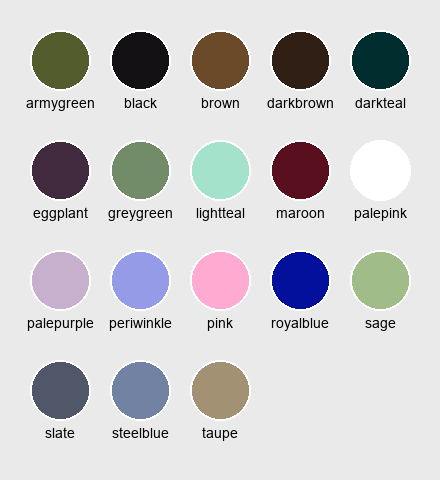 armygreen black brown darkbrown darkteal
eggplant greygreen lightteal maroon palepink
palepurple periwinkle pink royalblue sage
slate steelblue taupe